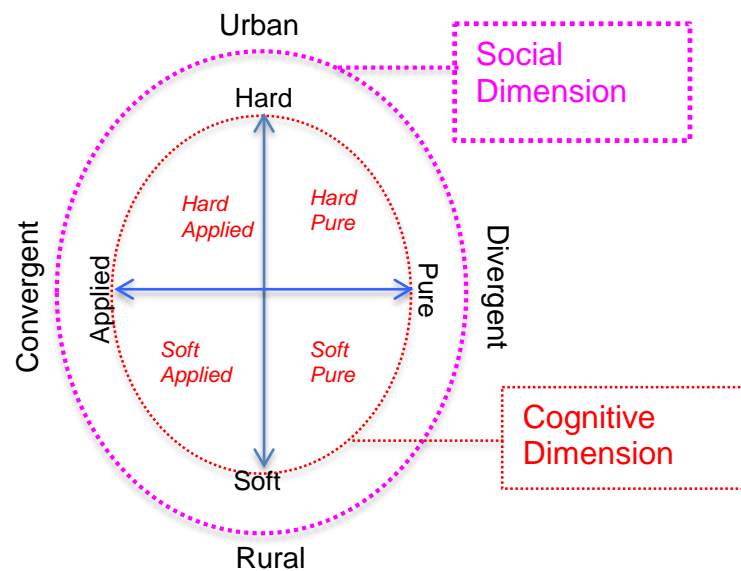 Urban
Social
Dimension
Hard
Hard
Applied
Hard
Pure
Convergent
Applied
Pure
Divergent
Soft
Applied
Soft
Pure
Cognitive
Dimension
Soft
Rural